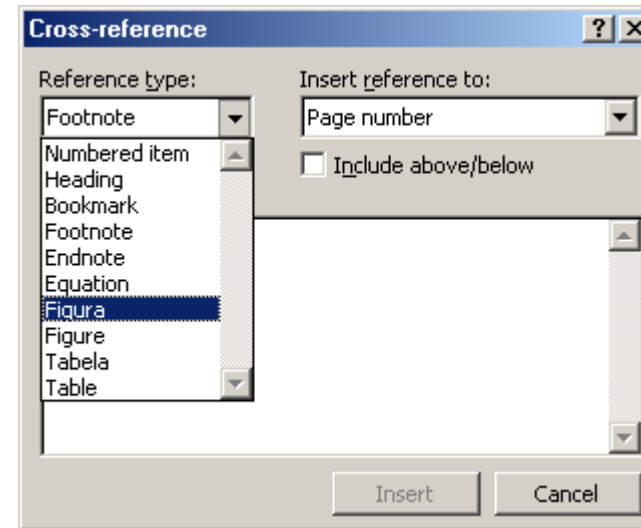 Cross-reference
Reference type:
Insert reference to:
Footnote
Page number
Include above/below
Numbered item
Heading
Bookmark
Footnote
Endnote
Equation
Figura
Figure
Tabela
Table
Insert
Cancel